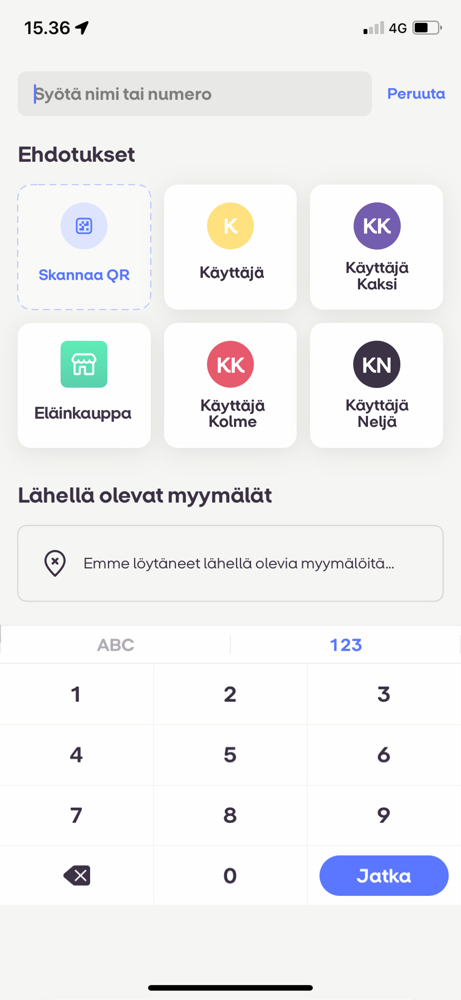 15.36
4G
Syötä nimi tai numero
Peruuta
Ehdotukset
Skannaa QR
K
Käyttäjä
KK
Käyttäjä
Kaksi
Eläinkauppa
KK
Käyttäjä
Kolme
KN
Käyttäjä
Neljä
Lähellä olevat myymälät
Emme löytäneet lähellä olevia myymälöitä...
ABC
123
1
2
3
4
5
6
7
8
9
0
Jatka